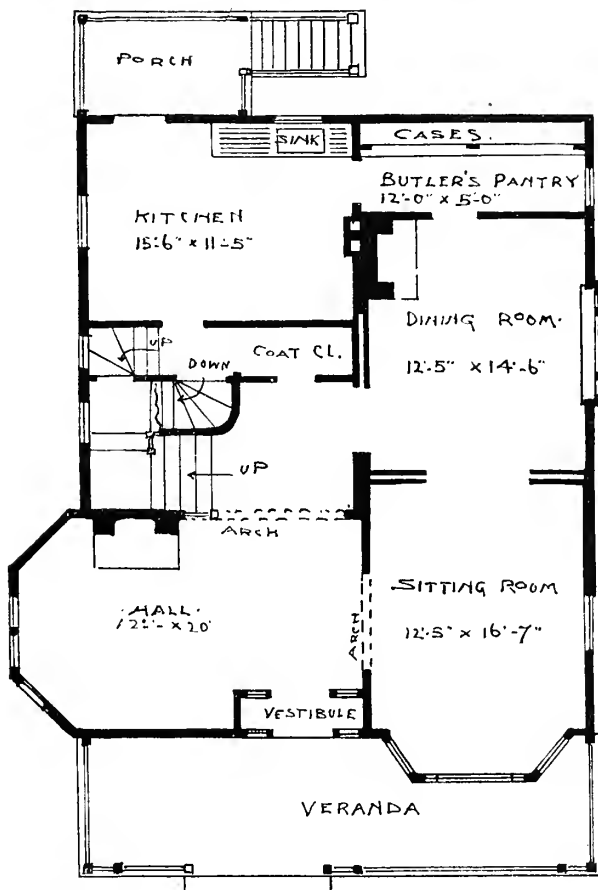 PORCH
SINK
CASES.
BUTLER'S PANTRY
12'-0" x 5'-0"
KITCHEN
15'-6" x 11'-5"
DINING ROOM.
12'-5" x 14'-6"
UP
DOWN
COAT CL.
UP
ARCH
SITTING ROOM
12'-5" x 16'-7"
ARCH
.HALL.
x 20'
VESTIBULE
VERANDA